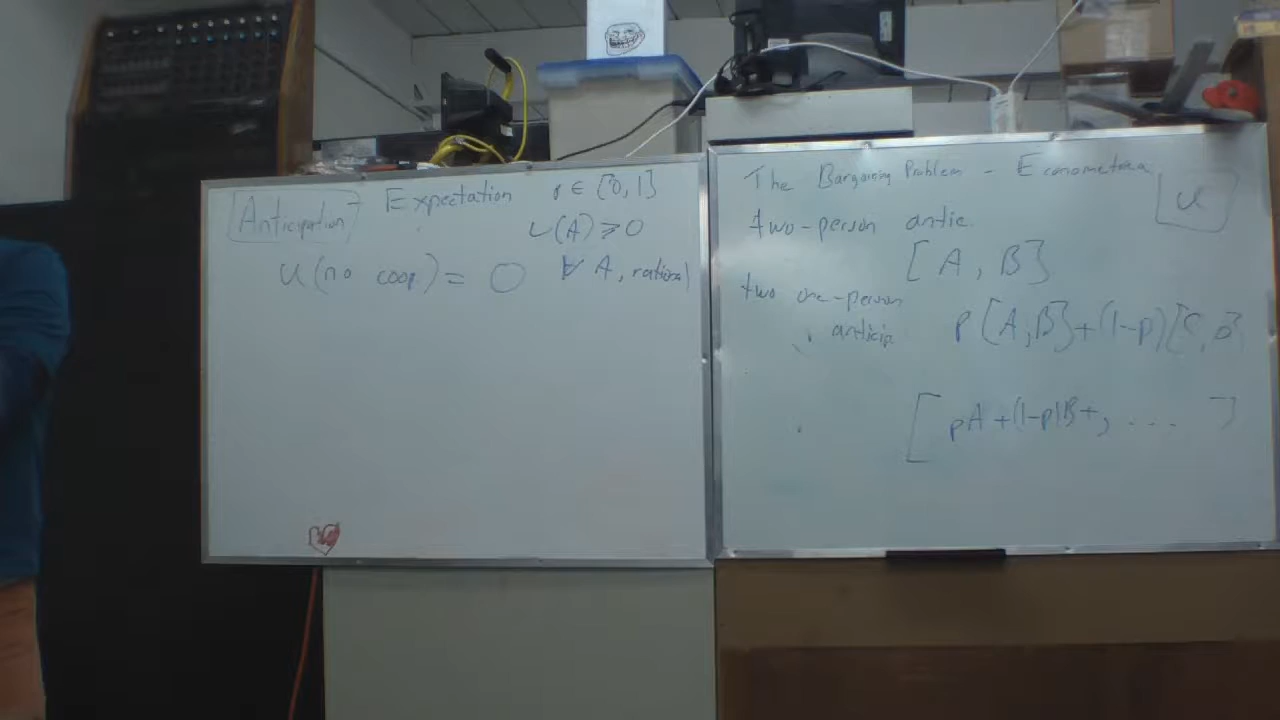 Anticipation Expectation p ∈ [0,1]
u(A) ≥ 0
u(no coop) = 0 ∀ A, rational
The Bargaining Problem - Econometrica
u
two-person antic.
[A, B]
two one-person
anticip.
p[A,B]+(1-p)[C,D]
[pA+(1-p)B+, ... ]